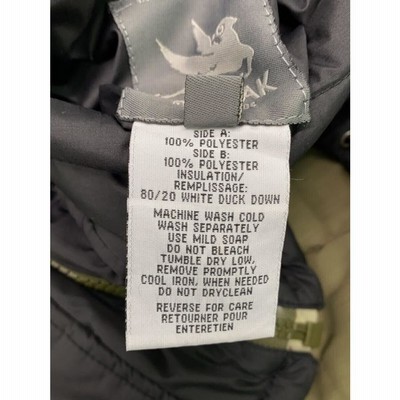 SIDE A:
100% POLYESTER
SIDE B:
100% POLYESTER
INSULATION/
REMPLISSAGE:
80/20 WHITE DUCK DOWN
MACHINE WASH COLD
WASH SEPARATELY
USE MILD SOAP
DO NOT BLEACH
TUMBLE DRY LOW,
REMOVE PROMPTLY
COOL IRON, WHEN NEEDED
DO NOT DRYCLEAN
REVERSE FOR CARE
RETOURNER POUR
ENTERETIEN